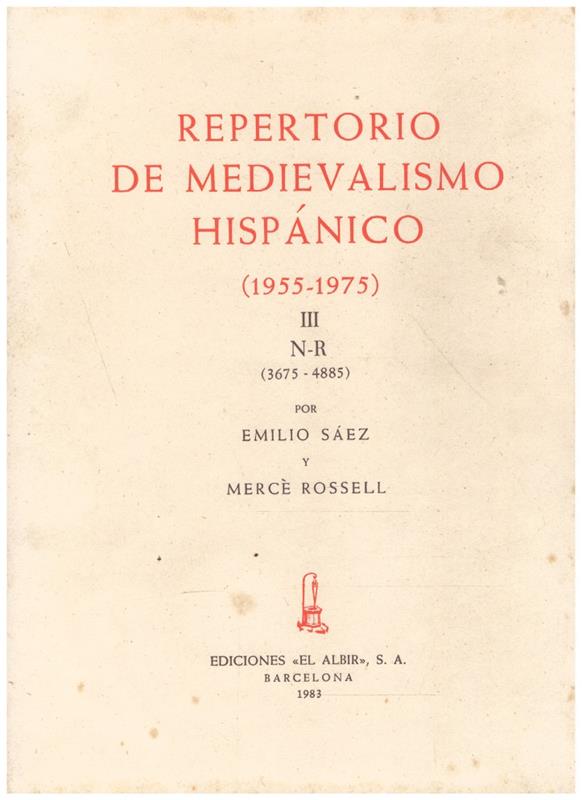 REPERTORIO
DE MEDIEVALISMO
HISPÁNICO
(1955-1975)
III
N-R
(3675 - 4885)
POR
EMILIO SÁEZ
Y
MERCÈ ROSSELL
EDICIONES «EL ALBIR», S. A.
BARCELONA
1983